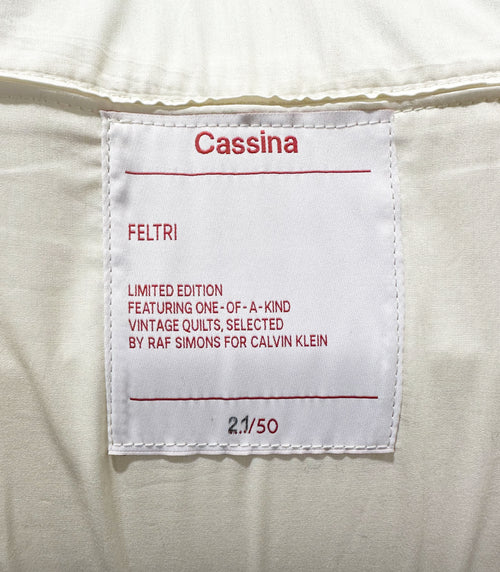 Cassina
FELTRI
LIMITED EDITION
FEATURING ONE-OF-A-KIND
VINTAGE QUILTS, SELECTED
BY RAF SIMONS FOR CALVIN KLEIN
21/50